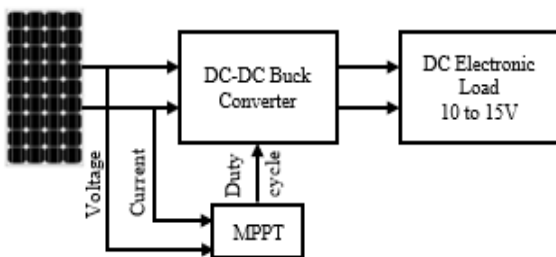 DC-DC Buck
Converter
DC Electronic
Load
10 to 15V
Voltage
Current
Duty
cycle
MPPT